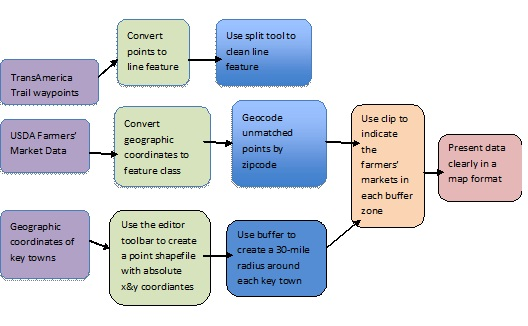 TransAmerica
Trail waypoints
Convert
points to
line feature
Use split tool to
clean line
feature
USDA Farmers'
Market Data
Convert
geographic
coordinates to
feature class
Geocode
unmatched
points by
zipcode
Use clip to
indicate
the
farmers'
markets in
each buffer
zone
Present data
clearly in a
map format
Geographic
coordinates of
key towns
Use the editor
toolbar to create
a point shapefile
with absolute
x&y coordiantes
Use buffer to
create a 30-mile
radius around
each key town